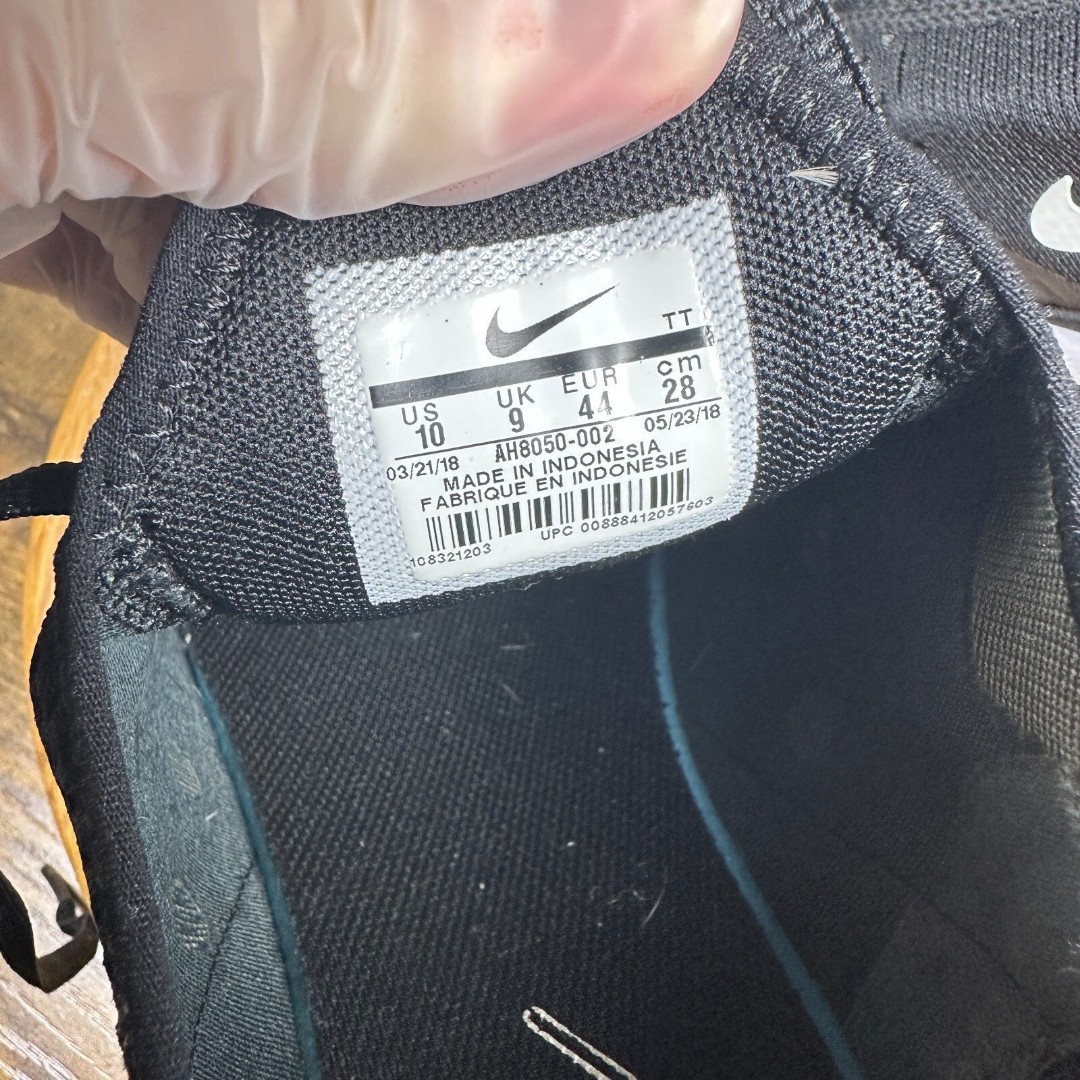 TT
US UK EUR cm
10 9 44 28
03/21/18 AH8050-002 05/23/18
MADE IN INDONESIA
FABRIQUE EN INDONESIE
108321203 UPC 00888412057603